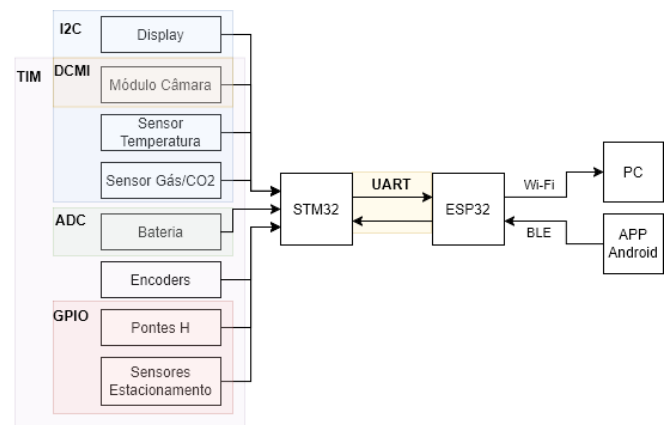 I2C
Display
TIM
DCMI
Módulo Câmara
Sensor
Temperatura
Sensor Gás/CO2
ADC
Bateria
Encoders
GPIO
Pontes H
Sensores
Estacionamento
STM32
UART
ESP32
Wi-Fi
BLE
PC
APP
Android